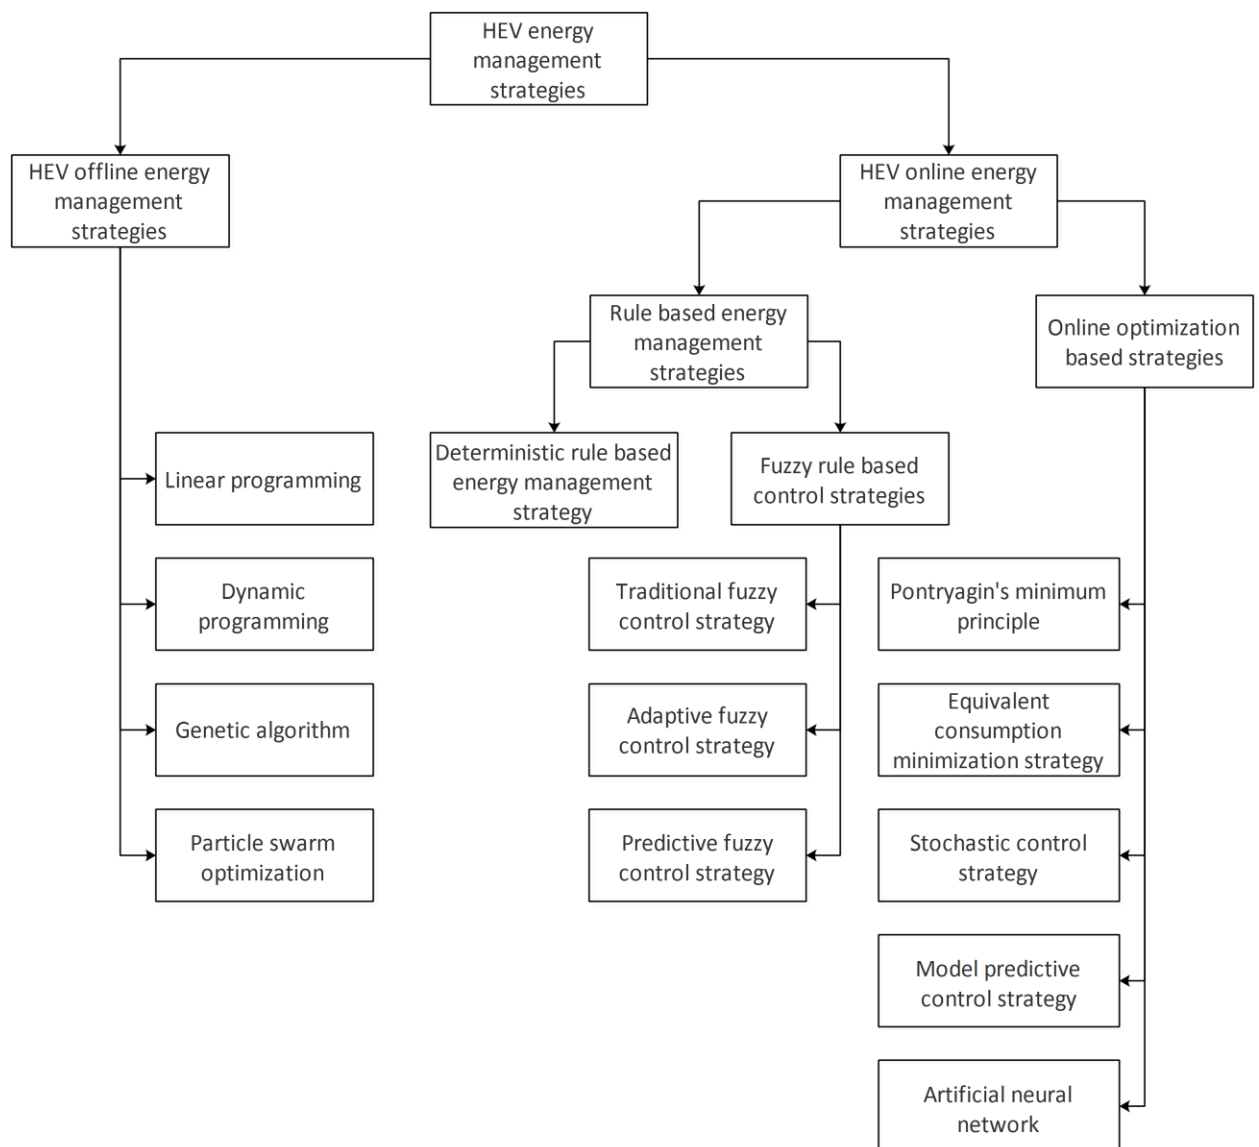 HEV energy
management
strategies
HEV offline energy
management
strategies
HEV online energy
management
strategies
Rule based energy
management
strategies
Online optimization
based strategies
Deterministic rule based
energy management
strategy
Fuzzy rule based
control strategies
Linear programming
Dynamic
programming
Genetic algorithm
Particle swarm
optimization
Traditional fuzzy
control strategy
Adaptive fuzzy
control strategy
Predictive fuzzy
control strategy
Pontryagin's minimum
principle
Equivalent
consumption
minimization strategy
Stochastic control
strategy
Model predictive
control strategy
Artificial neural
network